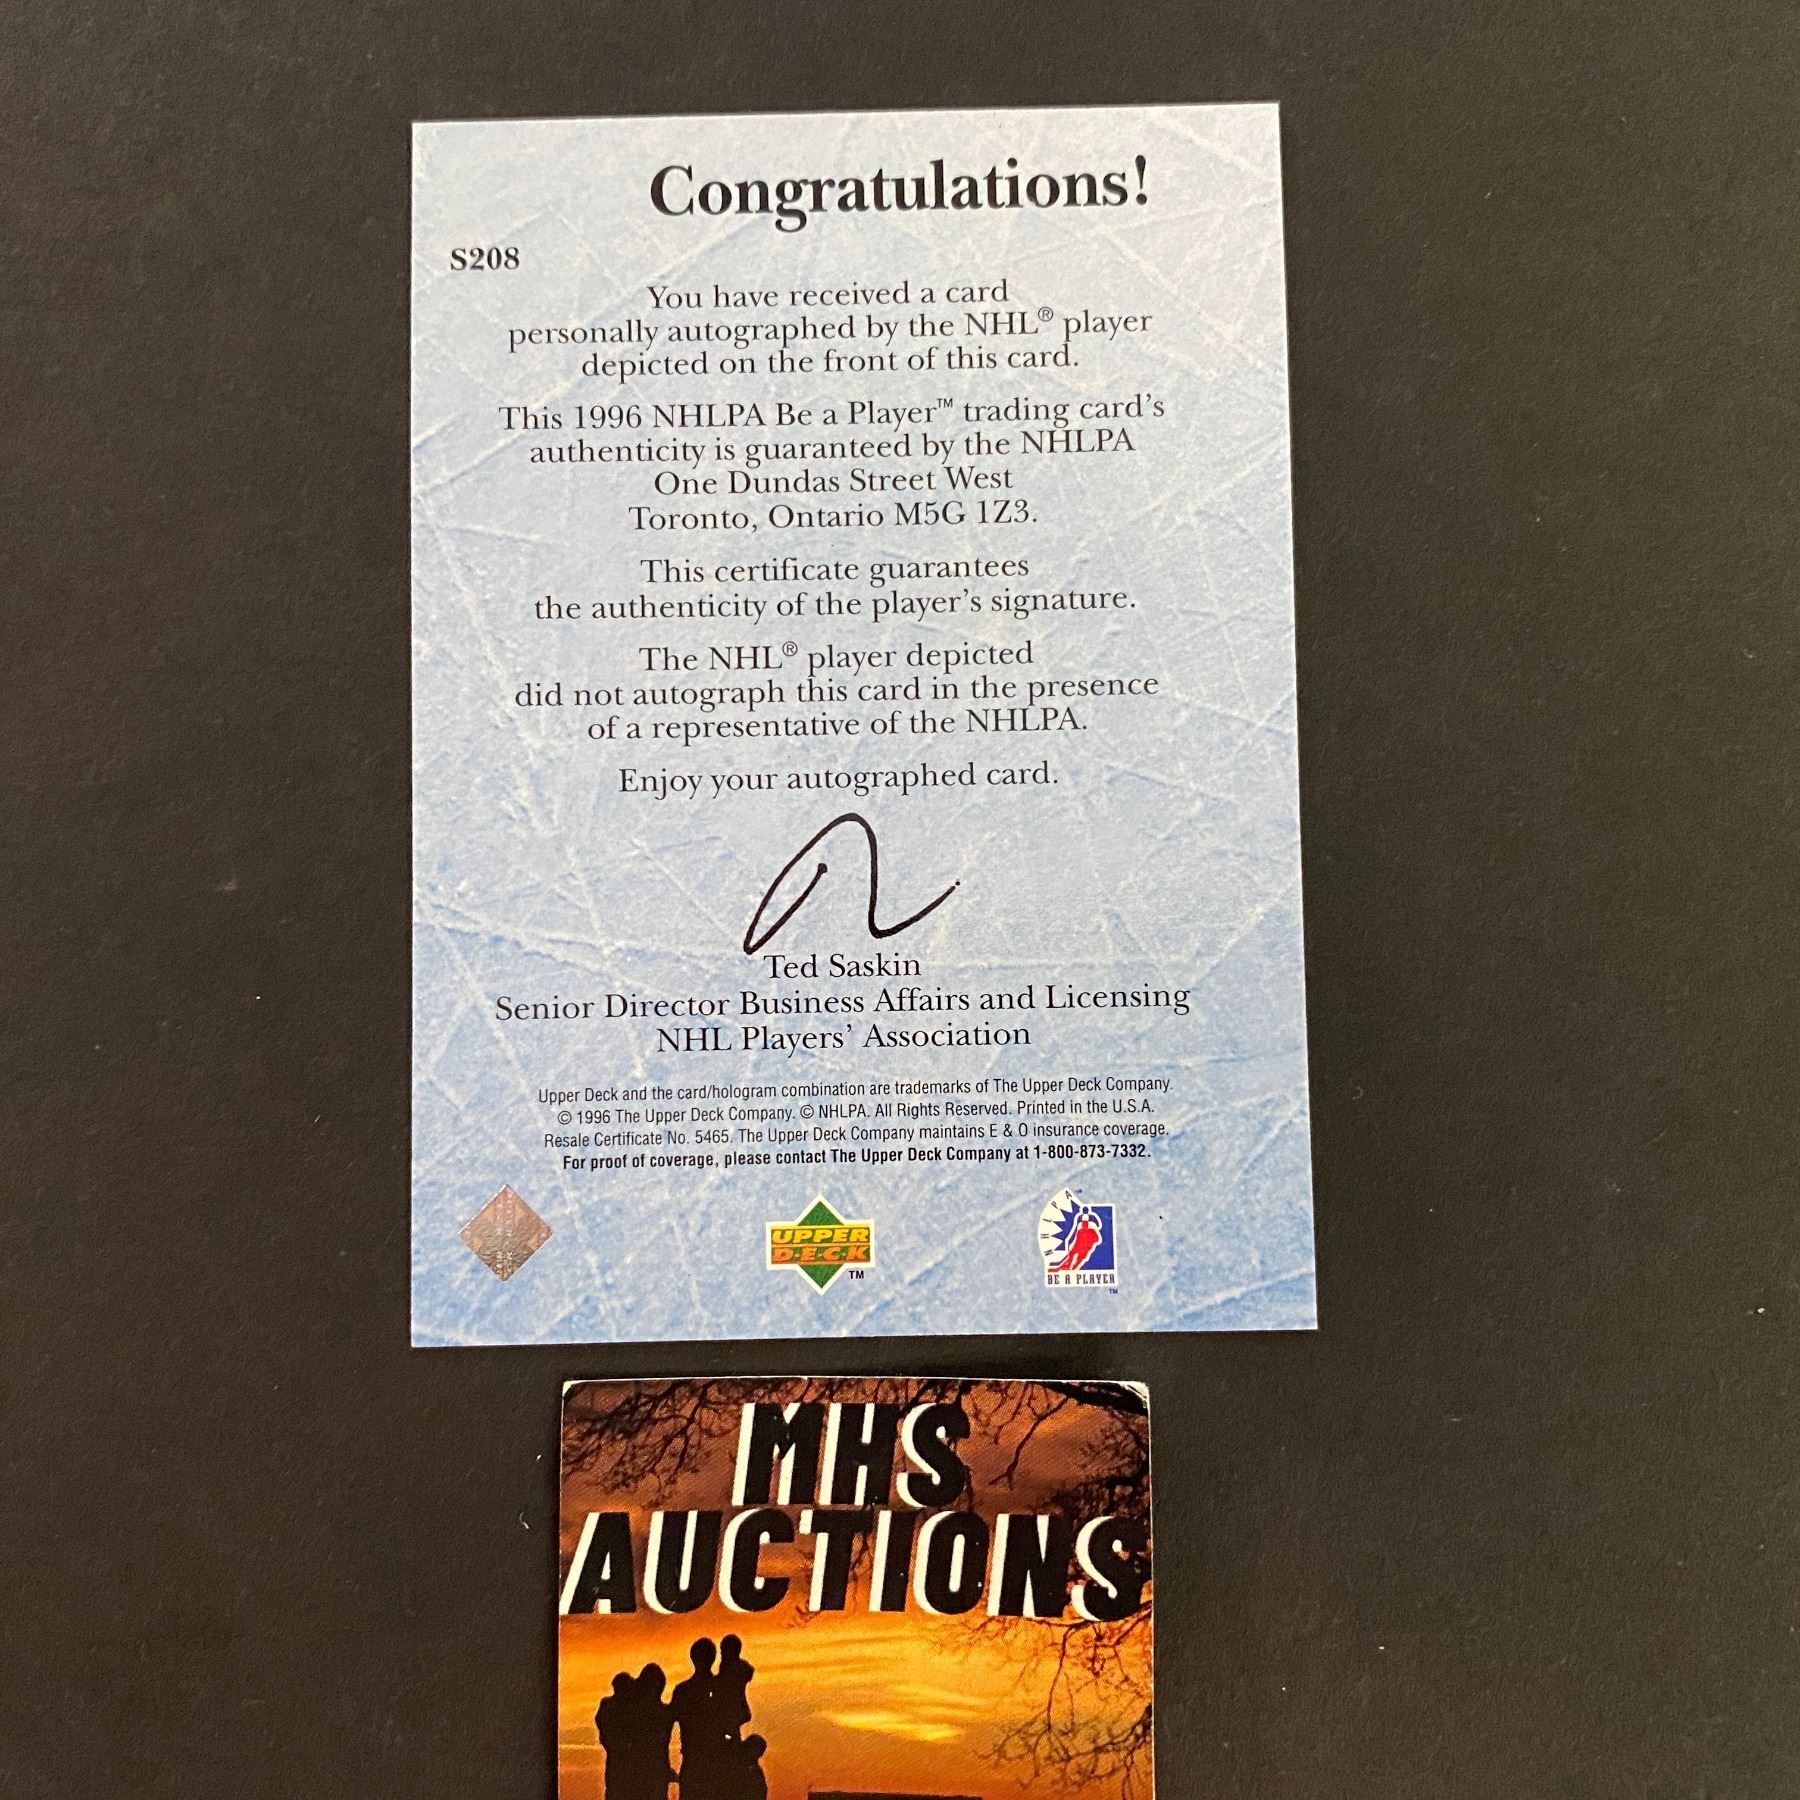 Congratulations!
S208
You have received a card
personally autographed by the NHL® player
depicted on the front of this card.
This 1996 NHLPA Be a Player™ trading card's
authenticity is guaranteed by the NHLPA
One Dundas Street West
Toronto, Ontario M5G 1Z3.
This certificate guarantees
the authenticity of the player's signature.
The NHL® player depicted
did not autograph this card in the presence
of a representative of the NHLPA.
Enjoy your autographed card.
Ted Saskin
Senior Director Business Affairs and Licensing
NHL Players' Association
Upper Deck and the card/hologram combination are trademarks of The Upper Deck Company.
© 1996 The Upper Deck Company. © NHLPA. All Rights Reserved. Printed in the U.S.A.
Resale Certificate No. 5465. The Upper Deck Company maintains E & O insurance coverage.
For proof of coverage, please contact The Upper Deck Company at 1-800-873-7332.
UPPER
D·E·C·K
TM
NHLPA
BE A PLAYER
TM
MHS
AUCTIONS